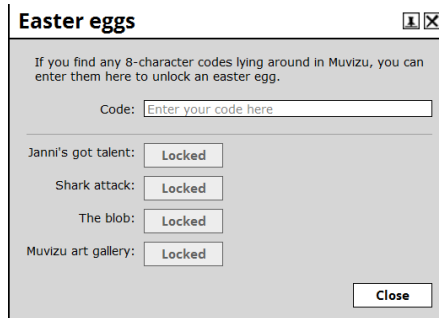 Easter eggs
If you find any 8-character codes lying around in Muvizu, you can
enter them here to unlock an easter egg.
Code: Enter your code here
Janni's got talent: Locked
Shark attack: Locked
The blob: Locked
Muvizu art gallery: Locked
Close